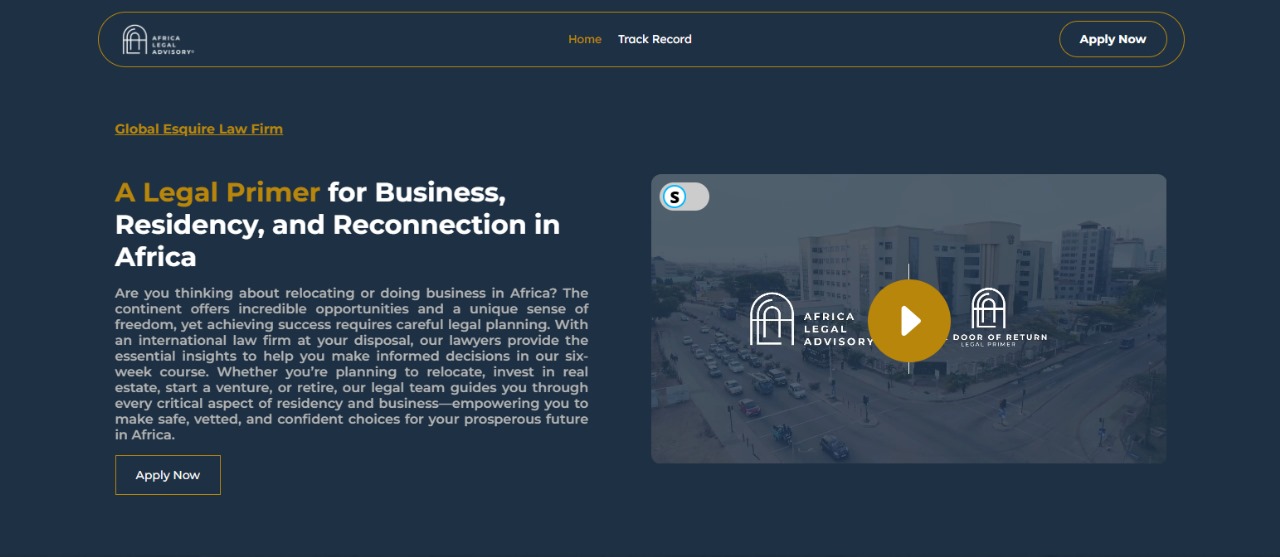 AFRICA
LEGAL
ADVISORY
Home
Track Record
Apply Now
Global Esquire Law Firm
A Legal Primer for Business,
Residency, and Reconnection in
Africa
Are you thinking about relocating or doing business in Africa? The
continent offers incredible opportunities and a unique sense of
freedom, yet achieving success requires careful legal planning. With
an international law firm at your disposal, our lawyers provide the
essential insights to help you make informed decisions in our six-
week course. Whether you’re planning to relocate, invest in real
estate, start a venture, or retire, our legal team guides you through
every critical aspect of residency and business—empowering you to
make safe, vetted, and confident choices for your prosperous future
in Africa.
Apply Now
S
AFRICA
LEGAL
ADVISORY
DOOR OF RETURN
LEGAL PRIMER